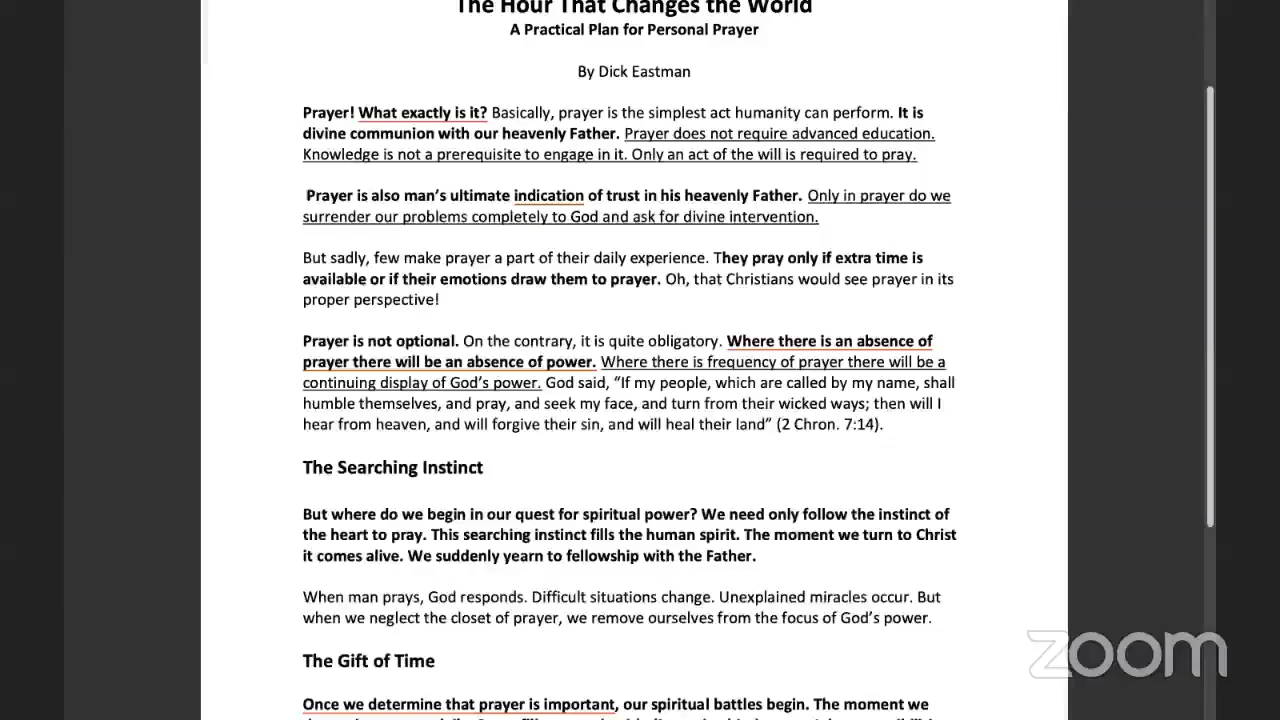 The Hour That Changes the World
A Practical Plan for Personal Prayer
By Dick Eastman
Prayer! What exactly is it? Basically, prayer is the simplest act humanity can perform. It is
divine communion with our heavenly Father. Prayer does not require advanced education.
Knowledge is not a prerequisite to engage in it. Only an act of the will is required to pray.
Prayer is also man’s ultimate indication of trust in his heavenly Father. Only in prayer do we
surrender our problems completely to God and ask for divine intervention.
But sadly, few make prayer a part of their daily experience. They pray only if extra time is
available or if their emotions draw them to prayer. Oh, that Christians would see prayer in its
proper perspective!
Prayer is not optional. On the contrary, it is quite obligatory. Where there is an absence of
prayer there will be an absence of power. Where there is frequency of prayer there will be a
continuing display of God’s power. God said, “If my people, which are called by my name, shall
humble themselves, and pray, and seek my face, and turn from their wicked ways; then will I
hear from heaven, and will forgive their sin, and will heal their land” (2 Chron. 7:14).
The Searching Instinct
But where do we begin in our quest for spiritual power? We need only follow the instinct of
the heart to pray. This searching instinct fills the human spirit. The moment we turn to Christ
it comes alive. We suddenly yearn to fellowship with the Father.
When man prays, God responds. Difficult situations change. Unexplained miracles occur. But
when we neglect the closet of prayer, we remove ourselves from the focus of God’s power.
zoom
The Gift of Time
Once we determine that prayer is important, our spiritual battles begin. The moment we